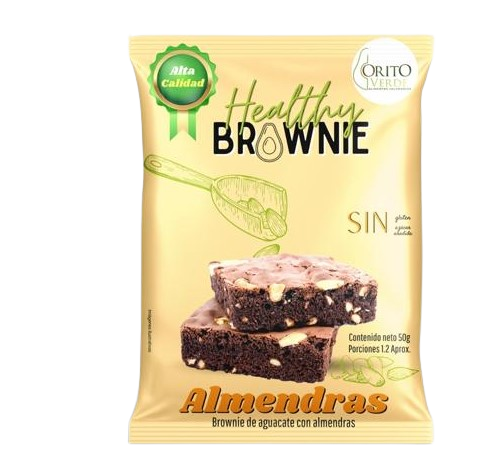 Alta
Calidad
ORITO
VERDE
Healthy
BROWNIE
SIN gluten
azúcar
añadida
Contenido neto 50g
Porciones 1.2 Aprox.
Almendras
Brownie de aguacate con almendras